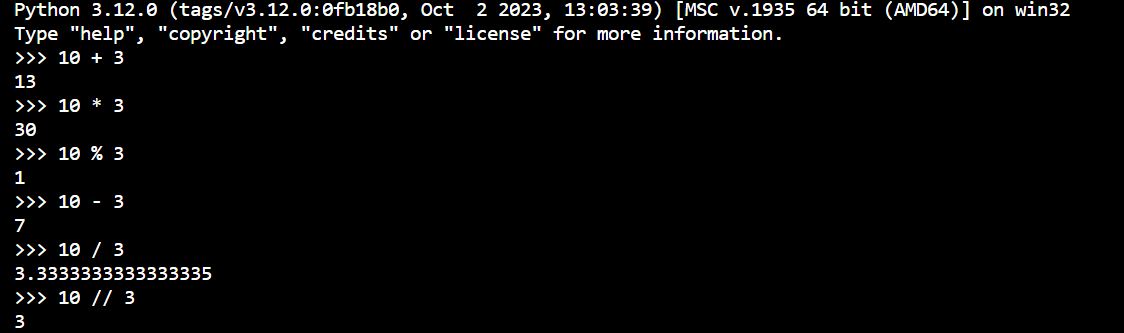 Python 3.12.0 (tags/v3.12.0:0fb18b0, Oct  2 2023, 13:03:39) [MSC v.1935 64 bit (AMD64)] on win32
Type "help", "copyright", "credits" or "license" for more information.
>>> 10 + 3
13
>>> 10 * 3
30
>>> 10 % 3
1
>>> 10 - 3
7
>>> 10 / 3
3.3333333333333335
>>> 10 // 3
3